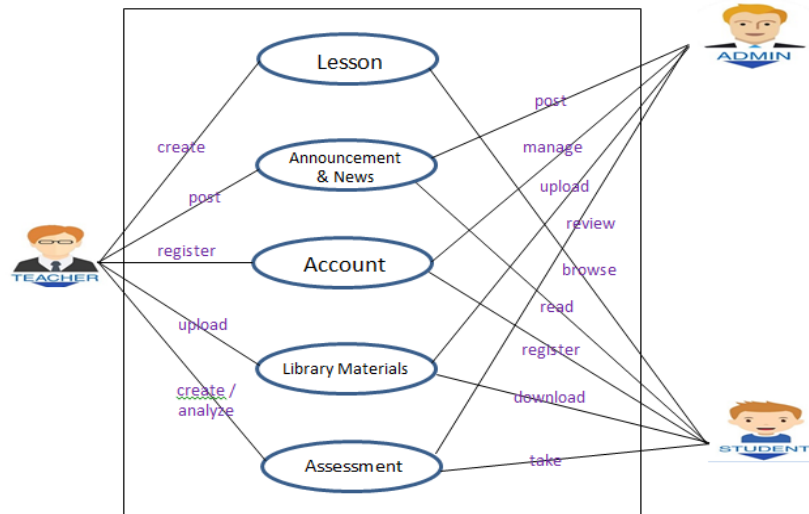 ADMIN
Lesson
post
create
manage
Announcement
& News
upload
post
review
TEACHER
register
Account
browse
read
upload
register
Library Materials
create /
analyze
download
STUDENT
Assessment
take